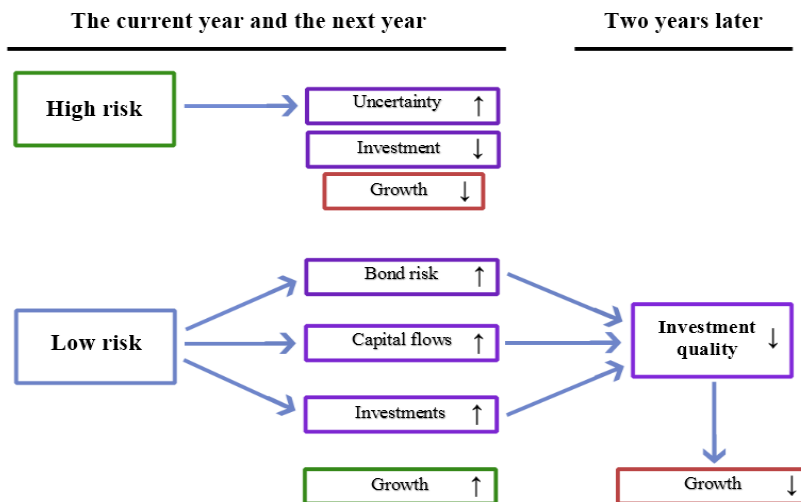 The current year and the next year
Two years later
High risk
Uncertainty ↑
Investment ↓
Growth ↓
Low risk
Bond risk ↑
Capital flows ↑
Investments ↑
Growth ↑
Investment
quality ↓
Growth ↓